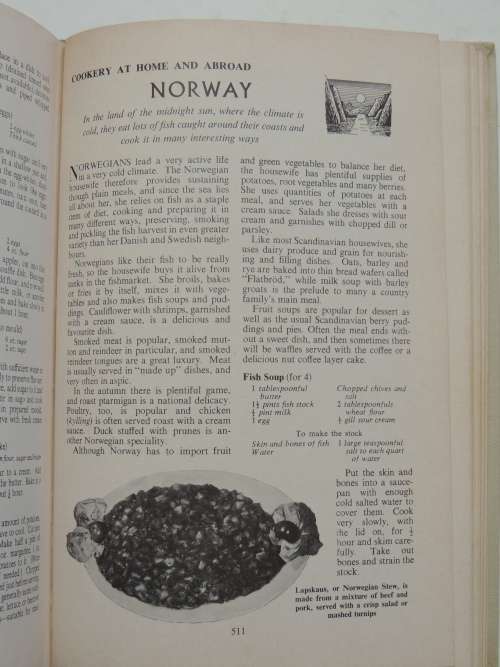 COOKERY AT HOME AND ABROAD
NORWAY
In the land of the midnight sun, where the climate is
cold, they eat lots of fish caught around their coasts and
cook it in many interesting ways
NORWEGIANS lead a very active life
in a very cold climate. The Norwegian
housewife therefore provides sustaining
though plain meals, and since the sea lies
all about her, she relies on fish as a staple
item of diet, cooking and preparing it in
many different ways, preserving, smoking
and pickling the fish harvest in even greater
variety than her Danish and Swedish neigh-
bours.
Norwegians like their fish to be really
fresh, so the housewife buys it alive from
tanks in the fishmarket. She broils, bakes
or fries it by itself, mixes it with vege-
tables and also makes fish soups and pud-
dings. Cauliflower with shrimps, garnished
with a cream sauce, is a delicious and
favourite dish.
Smoked meat is popular, smoked mut-
ton and reindeer in particular, and smoked
reindeer tongues are a great luxury. Meat
is usually served in "made up" dishes, and
very often in aspic.
In the autumn there is plentiful game,
and roast ptarmigan is a national delicacy.
Poultry, too, is popular and chicken
(kylling) is often served roast with a cream
sauce. Duck stuffed with prunes is an-
other Norwegian speciality.
Although Norway has to import fruit
and green vegetables to balance her diet,
the housewife has plentiful supplies of
potatoes, root vegetables and many berries.
She uses quantities of potatoes at each
meal, and serves her vegetables with a
cream sauce. Salads she dresses with sour
cream and garnishes with chopped dill or
parsley.
Like most Scandinavian housewives, she
uses dairy produce and grain for nourish-
ing and filling dishes. Oats, barley and
rye are baked into thin bread wafers called
"Flatbröd," while milk soup with barley
groats is the prelude to many a country
family's main meal.
Fruit soups are popular for dessert as
well as the usual Scandinavian berry pud-
dings and pies. Often the meal ends with-
out a sweet dish, and then sometimes there
will be waffles served with the coffee or a
delicious nut coffee layer cake.
Fish Soup (for 4)
1 tablespoonful
butter
1½ pints fish stock
½ pint milk
1 egg
Chopped chives and
salt
2 tablespoonfuls
wheat flour
½ gill sour cream
To make the stock
Skin and bones of fish
Water
1 large teaspoonful
salt to each quart
of water
Put the skin and
bones into a sauce-
pan with enough
cold salted water to
cover them. Cook
very slowly, with
the lid on, for ½
hour and skim care-
fully. Take out
bones and strain the
stock.
Lapskaus, or Norwegian Stew, is
made from a mixture of beef and
pork, served with a crisp salad or
mashed turnips
511